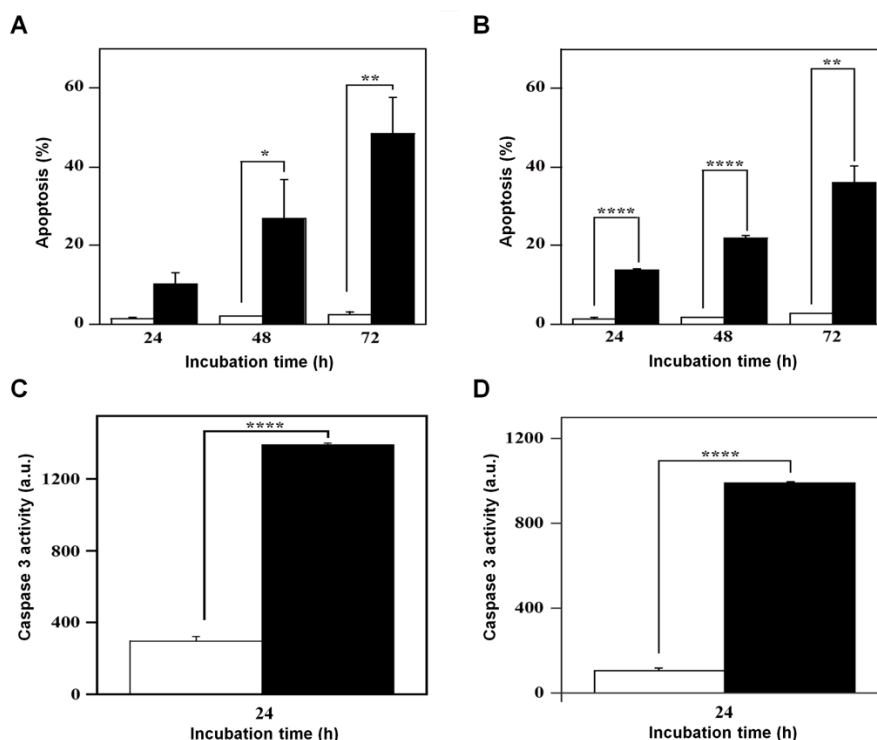 A
Apoptosis (%)
60
40
20
0
*
**
24 48 72
Incubation time (h)
B
Apoptosis (%)
60
40
20
0
****
****
**
24 48 72
Incubation time (h)
C
Caspase 3 activity (a.u.)
1200
800
400
0
****
24
Incubation time (h)
D
Caspase 3 activity (a.u.)
1200
800
400
0
****
24
Incubation time (h)